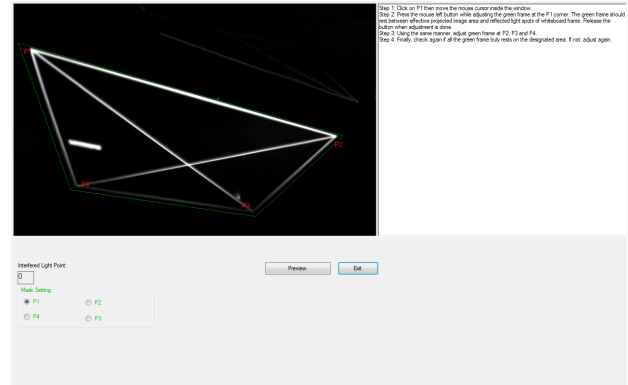 Step 1: Click on P1 then move the mouse cursor inside the window.
Step 2: Press the mouse left button while adjusting the green frame at the P1 corner. The green frame should
rest between effective projected image area and reflected light spots of whiteboard frame. Release the
button when adjustment is done.
Step 3: Using the same manner, adjust green frame at P2, P3 and P4.
Step 4: Finally, check again if all the green frame truly rests on the designated area. If not, adjust again.
P1
P2
P4
P3
Interfered Light Point:
0
Preview
Exit
Mask Setting
P1
P2
P4
P3